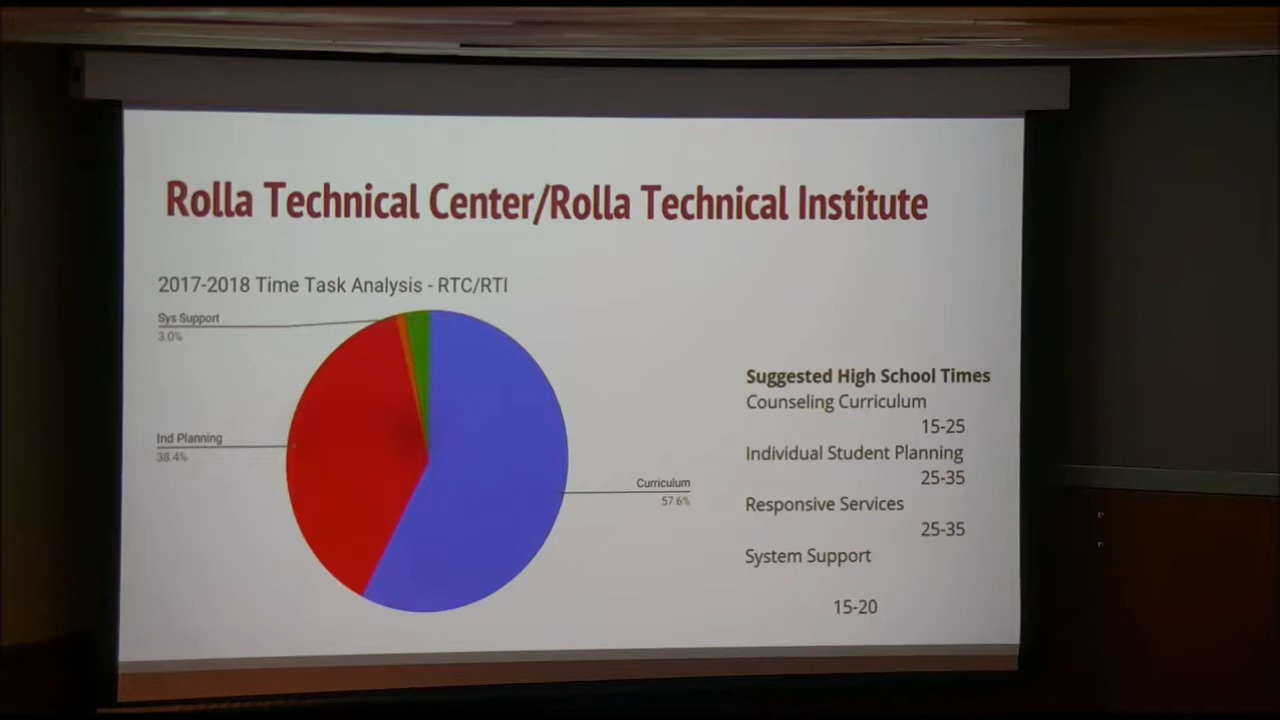 Rolla Technical Center/Rolla Technical Institute
2017-2018 Time Task Analysis - RTC/RTI
Sys Support
3.0%
Ind Planning
38.4%
Curriculum
57.6%
Suggested High School Times
Counseling Curriculum
15-25
Individual Student Planning
25-35
Responsive Services
25-35
System Support
15-20